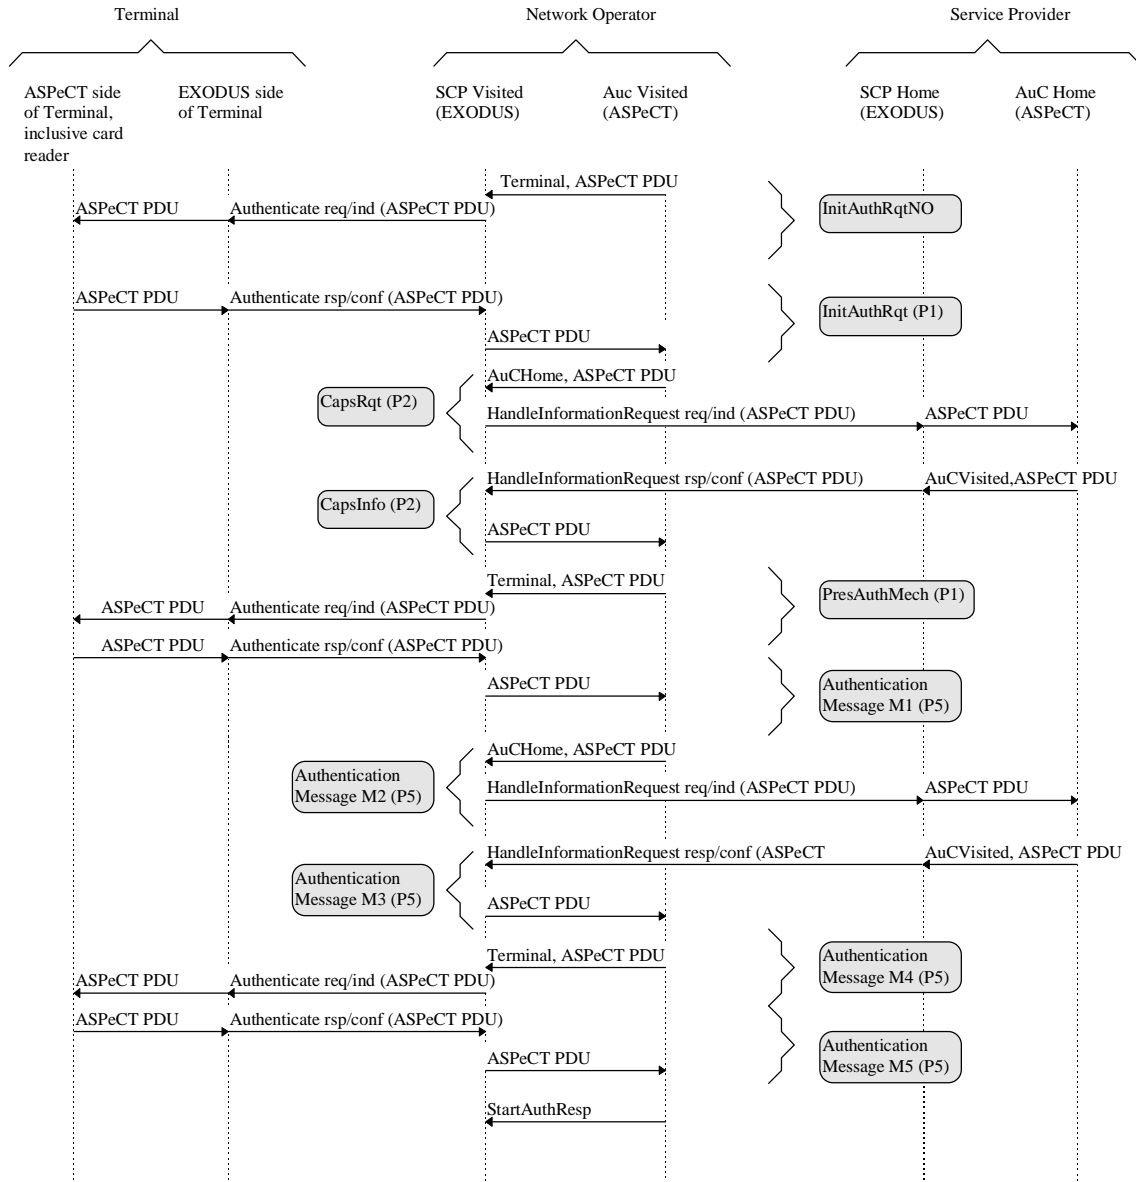 Terminal
Network Operator
Service Provider
ASPeCT side
of Terminal,
inclusive card
reader
EXODUS side
of Terminal
SCP Visited
(EXODUS)
Auc Visited
(ASPeCT)
SCP Home
(EXODUS)
AuC Home
(ASPeCT)
Terminal, ASPeCT PDU
ASPeCT PDU
Authenticate req/ind (ASPeCT PDU)
InitAuthRqtNO
ASPeCT PDU
Authenticate rsp/conf (ASPeCT PDU)
InitAuthRqt (P1)
ASPeCT PDU
AuCHome, ASPeCT PDU
CapsRqt (P2)
HandleInformationRequest req/ind (ASPeCT PDU)
ASPeCT PDU
HandleInformationRequest rsp/conf (ASPeCT PDU)
AuCVisited,ASPeCT PDU
CapsInfo (P2)
ASPeCT PDU
Terminal, ASPeCT PDU
PresAuthMech (P1)
ASPeCT PDU
Authenticate req/ind (ASPeCT PDU)
ASPeCT PDU
Authenticate rsp/conf (ASPeCT PDU)
ASPeCT PDU
Authentication
Message M1 (P5)
AuCHome, ASPeCT PDU
Authentication
Message M2 (P5)
HandleInformationRequest req/ind (ASPeCT PDU)
ASPeCT PDU
HandleInformationRequest resp/conf (ASPeCT
AuCVisited, ASPeCT PDU
Authentication
Message M3 (P5)
ASPeCT PDU
Terminal, ASPeCT PDU
Authentication
Message M4 (P5)
ASPeCT PDU
Authenticate req/ind (ASPeCT PDU)
ASPeCT PDU
Authenticate rsp/conf (ASPeCT PDU)
ASPeCT PDU
Authentication
Message M5 (P5)
StartAuthResp